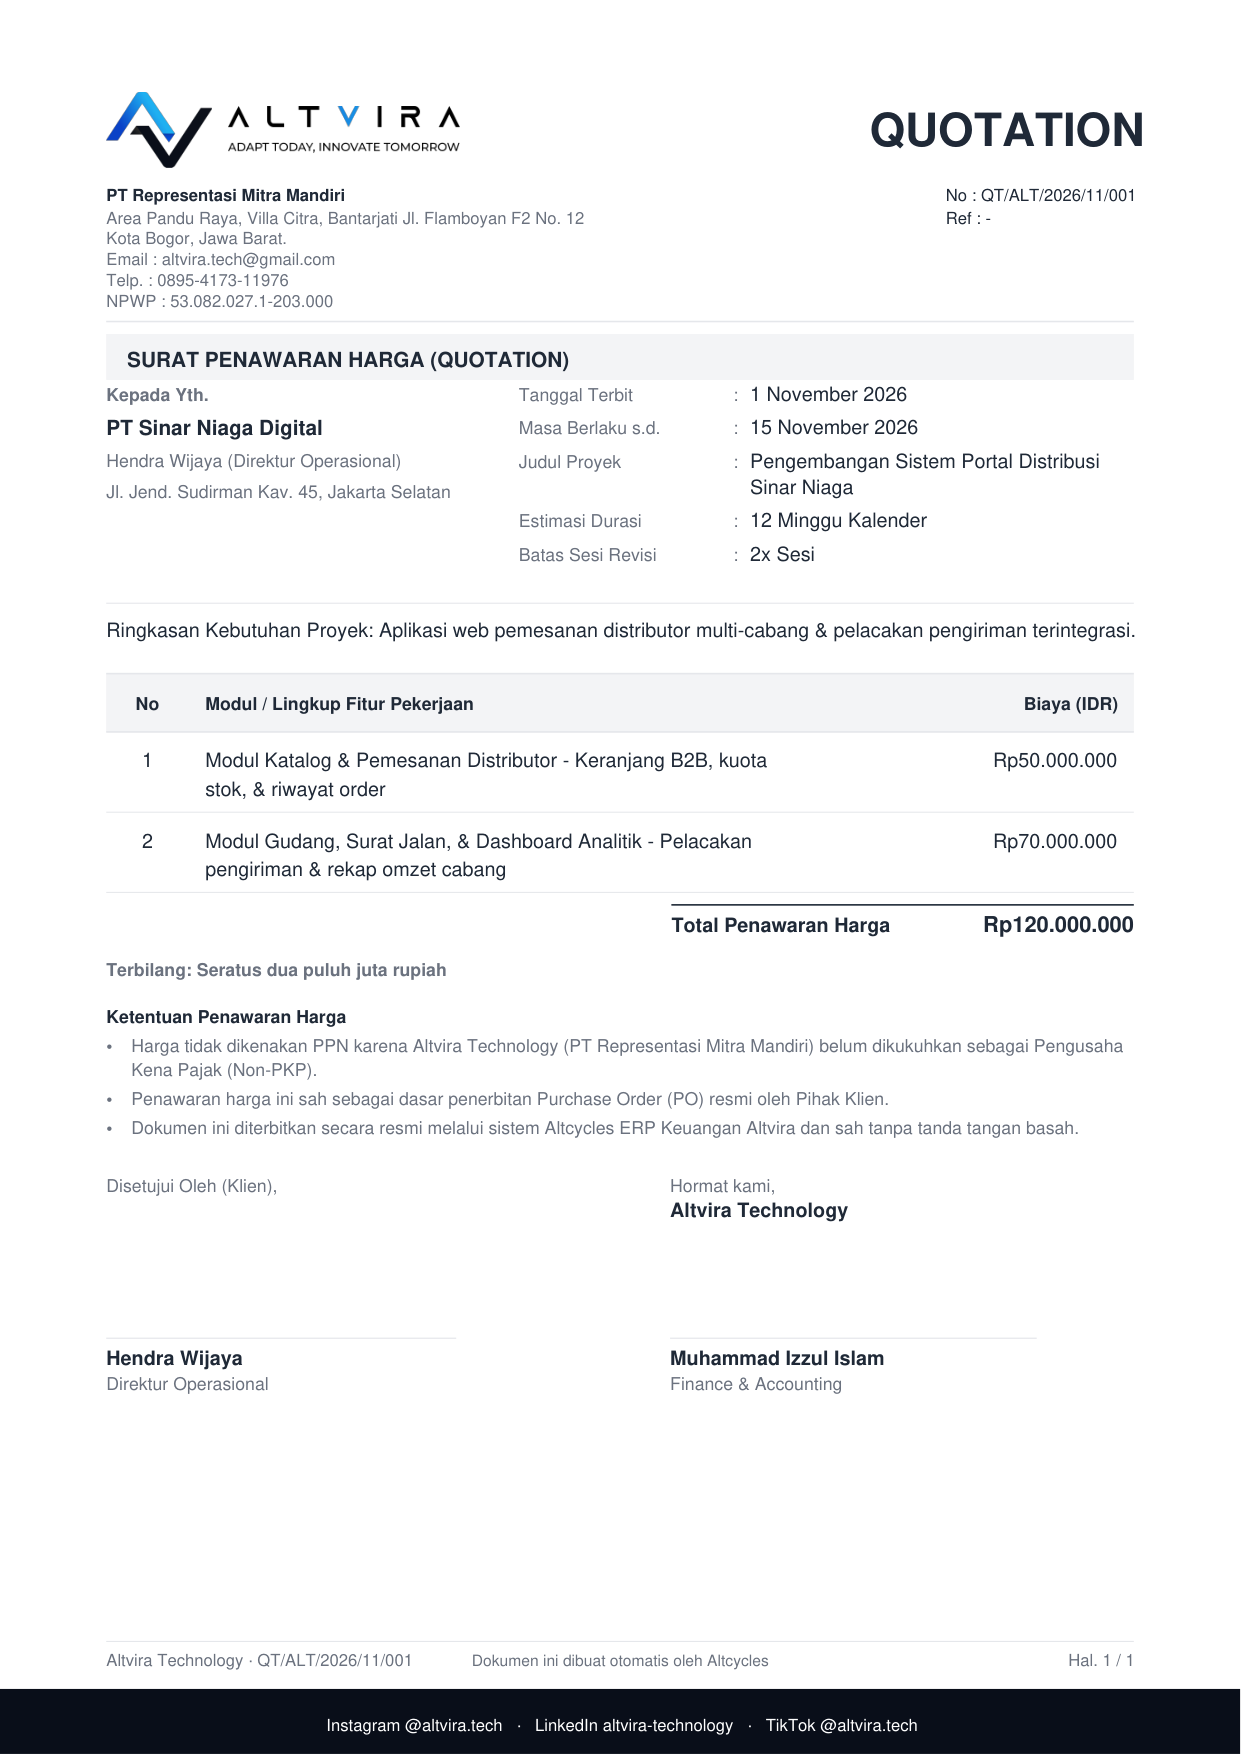 ALTVIRA
ADAPT TODAY, INNOVATE TOMORROW
QUOTATION
PT Representasi Mitra Mandiri
Area Pandu Raya, Villa Citra, Bantarjati Jl. Flamboyan F2 No. 12
Kota Bogor, Jawa Barat.
Email : altvira.tech@gmail.com
Telp. : 0895-4173-11976
NPWP : 53.082.027.1-203.000
No : QT/ALT/2026/11/001
Ref : -
SURAT PENAWARAN HARGA (QUOTATION)
Kepada Yth.
PT Sinar Niaga Digital
Hendra Wijaya (Direktur Operasional)
Jl. Jend. Sudirman Kav. 45, Jakarta Selatan
Tanggal Terbit : 1 November 2026
Masa Berlaku s.d. : 15 November 2026
Judul Proyek : Pengembangan Sistem Portal Distribusi
Sinar Niaga
Estimasi Durasi : 12 Minggu Kalender
Batas Sesi Revisi : 2x Sesi
Ringkasan Kebutuhan Proyek: Aplikasi web pemesanan distributor multi-cabang & pelacakan pengiriman terintegrasi.
No Modul / Lingkup Fitur Pekerjaan Biaya (IDR)
1 Modul Katalog & Pemesanan Distributor - Keranjang B2B, kuota Rp50.000.000
stok, & riwayat order
2 Modul Gudang, Surat Jalan, & Dashboard Analitik - Pelacakan Rp70.000.000
pengiriman & rekap omzet cabang
Total Penawaran Harga Rp120.000.000
Terbilang: Seratus dua puluh juta rupiah
Ketentuan Penawaran Harga
• Harga tidak dikenakan PPN karena Altvira Technology (PT Representasi Mitra Mandiri) belum dikukuhkan sebagai Pengusaha
Kena Pajak (Non-PKP).
• Penawaran harga ini sah sebagai dasar penerbitan Purchase Order (PO) resmi oleh Pihak Klien.
• Dokumen ini diterbitkan secara resmi melalui sistem Altcycles ERP Keuangan Altvira dan sah tanpa tanda tangan basah.
Disetujui Oleh (Klien),
Hormat kami,
Altvira Technology
Hendra Wijaya
Direktur Operasional
Muhammad Izzul Islam
Finance & Accounting
Altvira Technology · QT/ALT/2026/11/001 Dokumen ini dibuat otomatis oleh Altcycles Hal. 1 / 1
Instagram @altvira.tech · LinkedIn altvira-technology · TikTok @altvira.tech